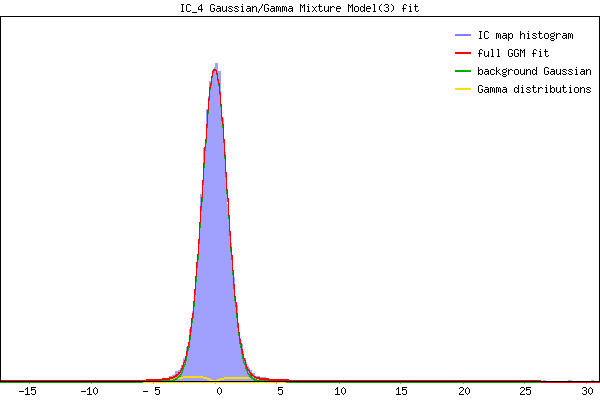 IC_4 Gaussian/Gamma Mixture Model(3) fit
IC map histogram
full GGM fit
background Gaussian
Gamma distributions
-15 -10 -5 0 5 10 15 20 25 30